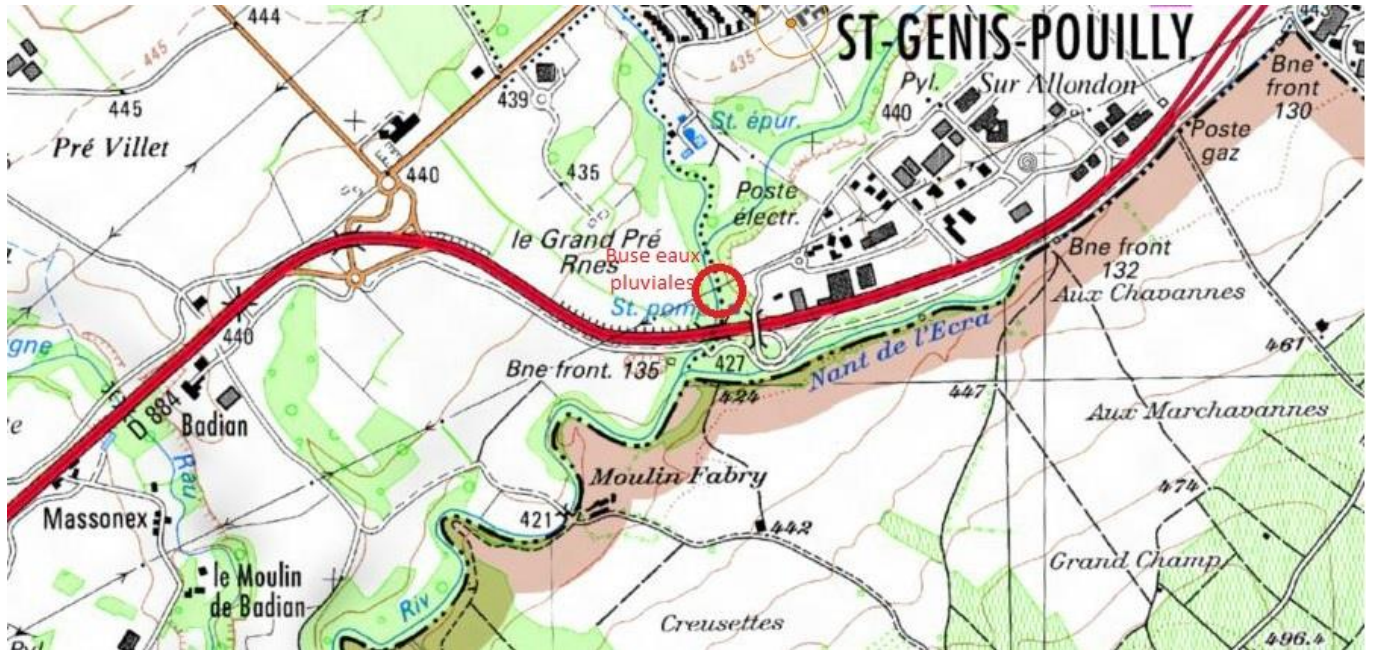 444
445
445
Pré Villet
439
435
440
435
ST-GENIS-POUILLY
Pyl.
Sur Allondon
440
St. épur.
Poste
électr.
443
Bne
front
130
Poste
gaz
le Grand Pré
Rnes
Buse eaux
pluviales
St. pom
Bne front
132
Aux Chavannes
440
D 884
Badian
Bne front. 135
427
424
Nant de l'Ecra
447
461
Aux Marchavannes
Rau
Massonex
le Moulin
de Badian
Moulin Fabry
421
442
474
Grand Champ
Riv
Creusettes
496.4
Pyl